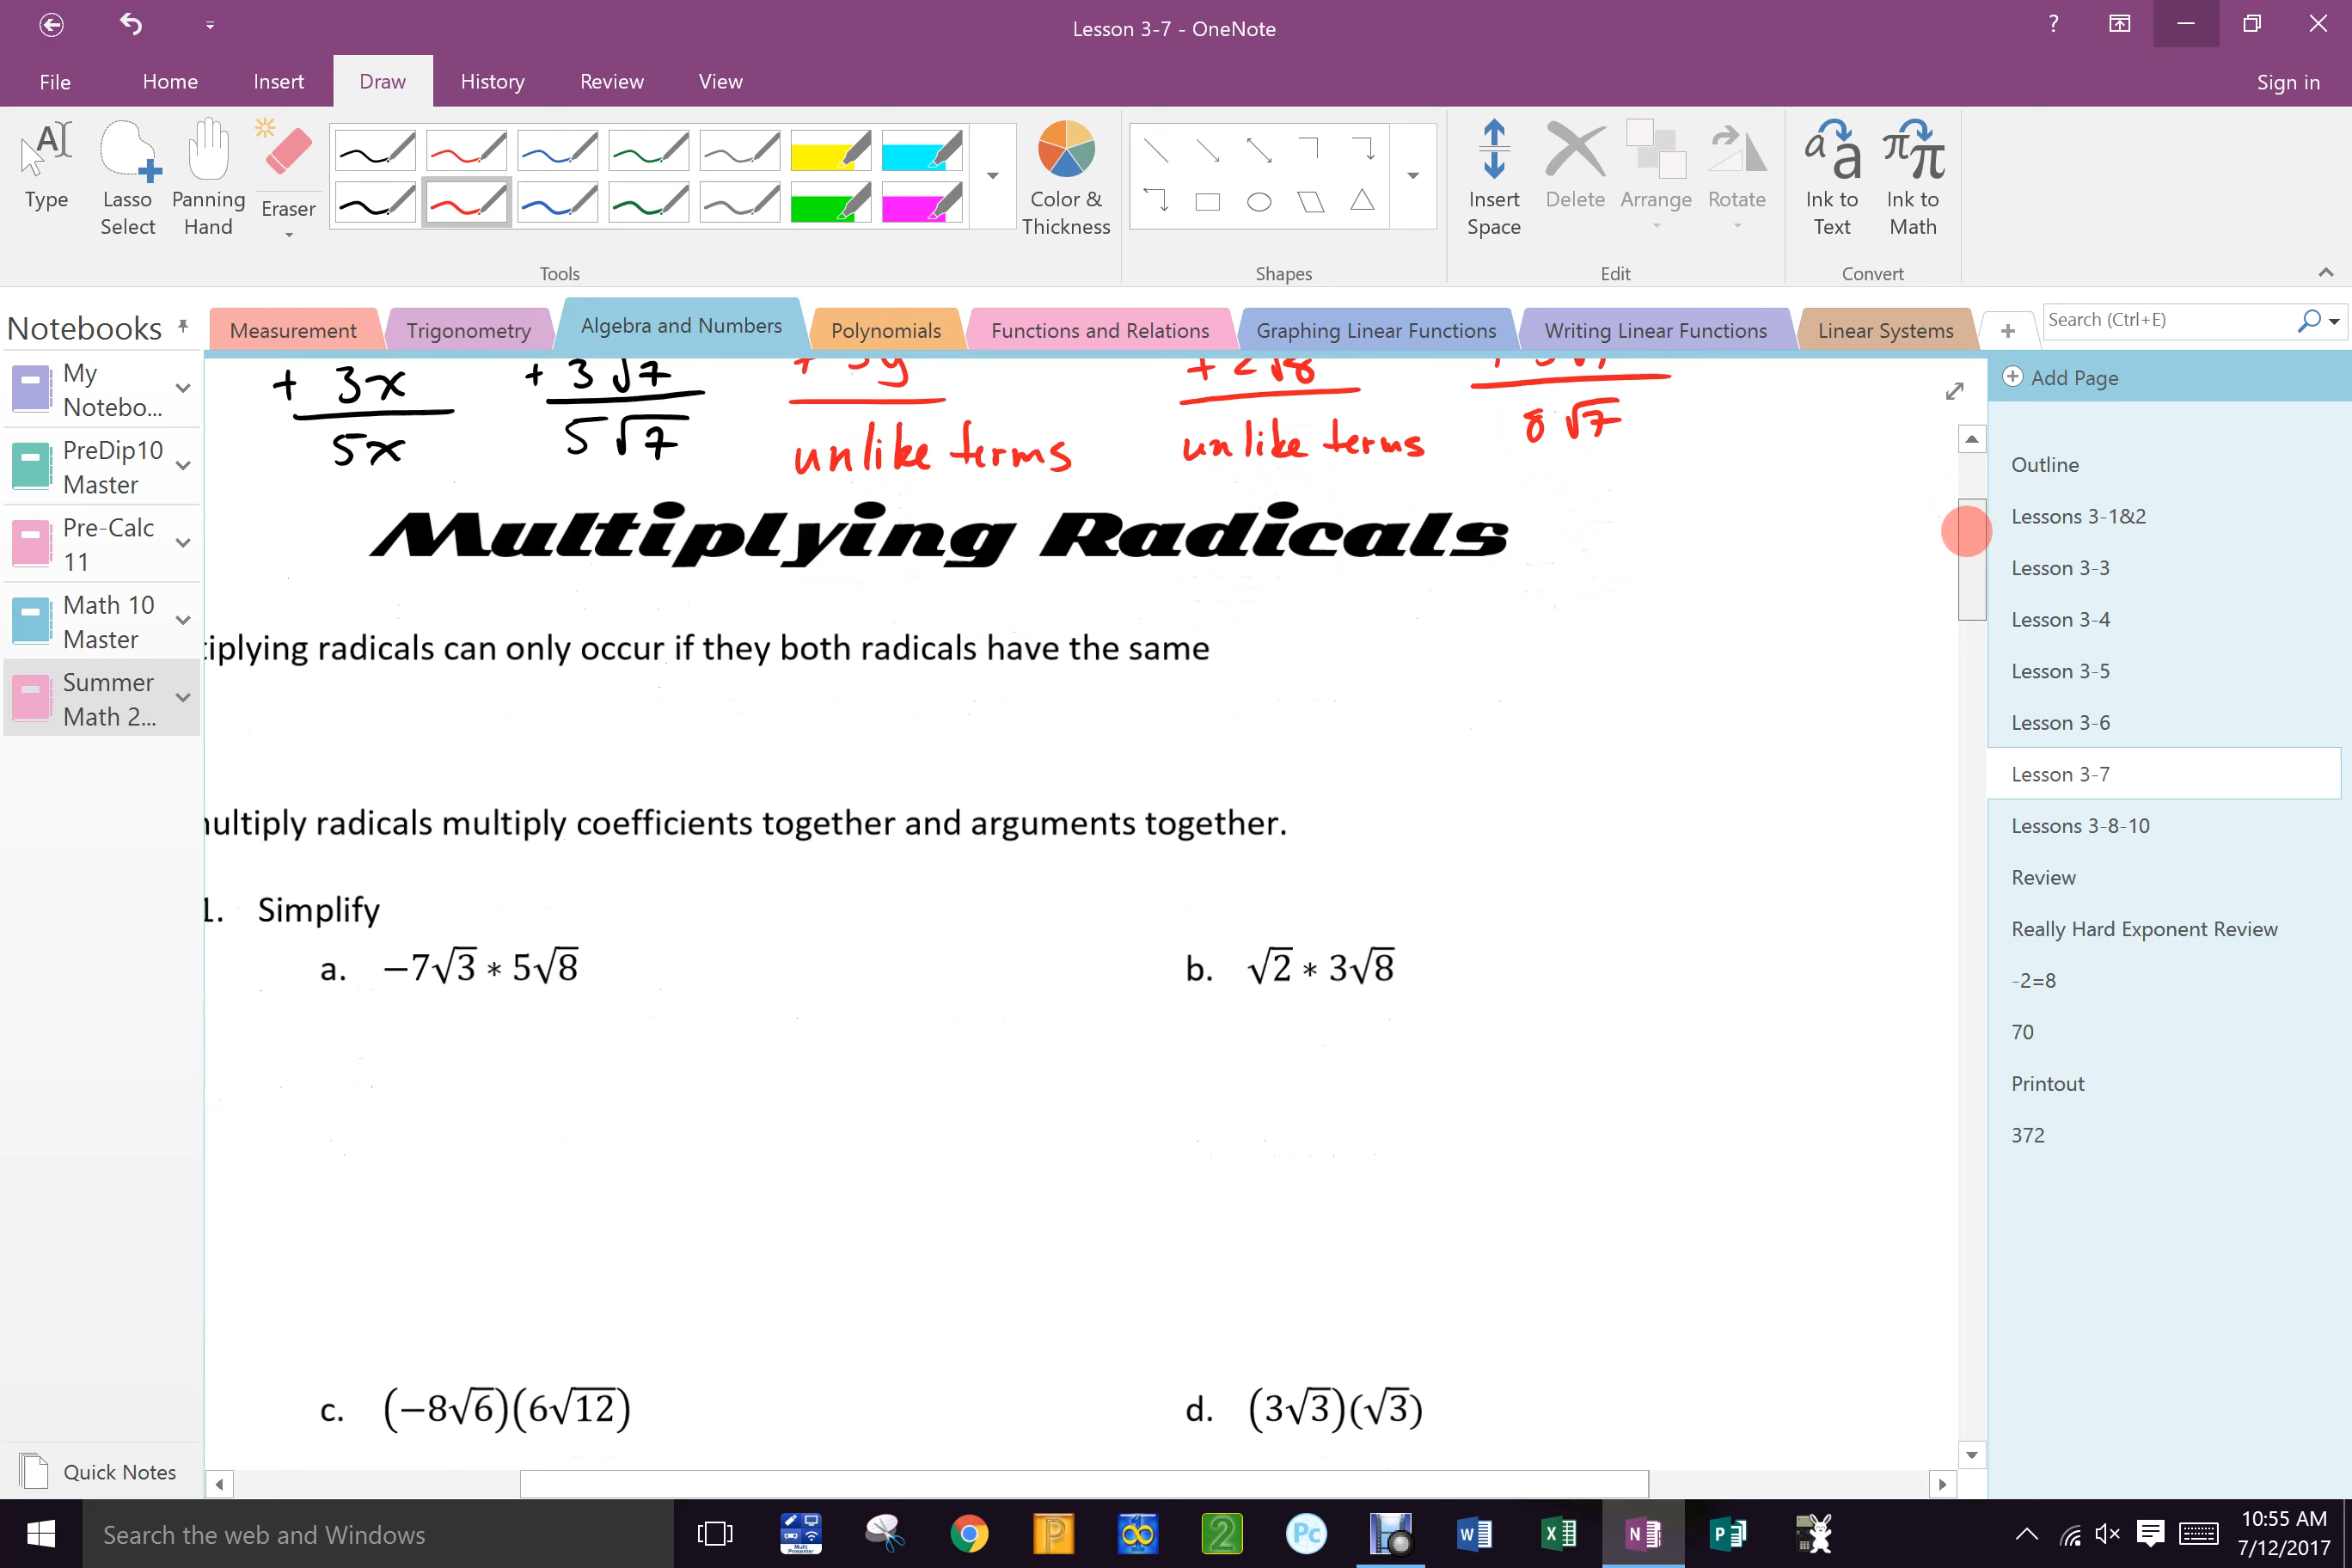 Lesson 3-7 - OneNote
?
File Home Insert Draw History Review View Sign in
Type
Lasso Select
Panning Hand
Eraser
Color & Thickness
Insert Space
Delete
Arrange
Rotate
Ink to Text
Ink to Math
Tools Shapes Edit Convert
Notebooks
Measurement Trigonometry Algebra and Numbers Polynomials Functions and Relations Graphing Linear Functions Writing Linear Functions Linear Systems + Search (Ctrl+E)
My Notebo...
PreDip10 Master
Pre-Calc 11
Math 10 Master
Summer Math 2...
Quick Notes
+ 3x + 3√7 + 2√8
5x 5√7 unlike terms unlike terms 8√7
Multiplying Radicals
tiplying radicals can only occur if they both radicals have the same
multiply radicals multiply coefficients together and arguments together.
1. Simplify
a. −7√3 ∗ 5√8 b. √2 ∗ 3√8
c. (−8√6)(6√12) d. (3√3)(√3)
Add Page
Outline
Lessons 3-1&2
Lesson 3-3
Lesson 3-4
Lesson 3-5
Lesson 3-6
Lesson 3-7
Lessons 3-8-10
Review
Really Hard Exponent Review
-2=8
70
Printout
372
Search the web and Windows
10:55 AM
7/12/2017